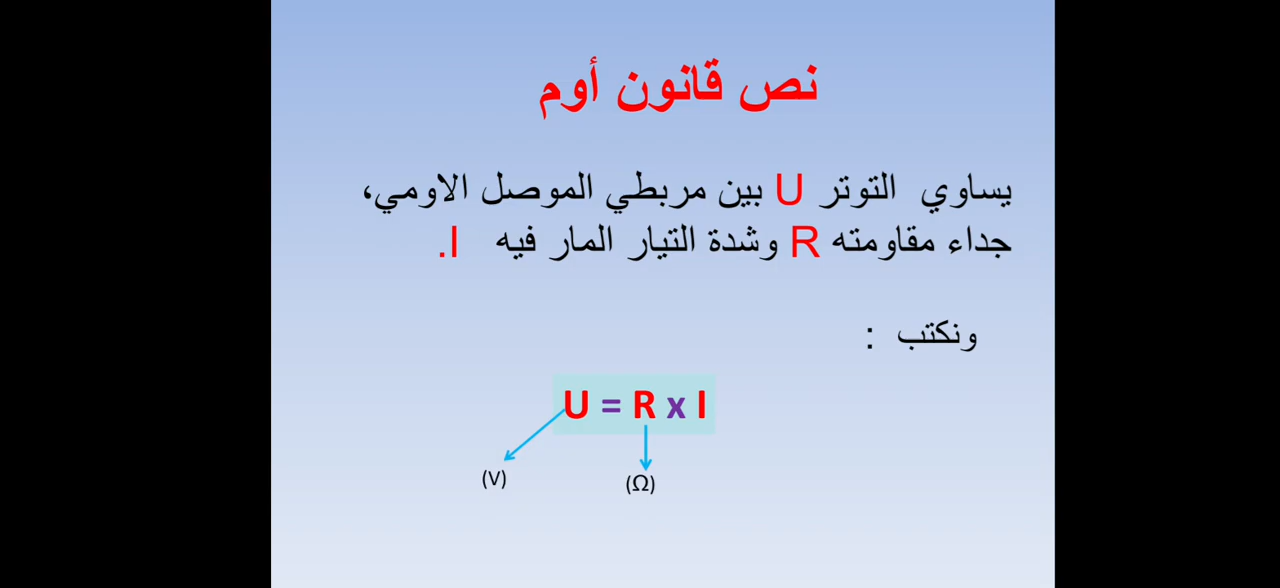 نص قانون أوم
يساوي التوتر U بين مربطي الموصل الاومي،
جداء مقاومته R وشدة التيار المار فيه I.
ونكتب :
U = R x I
(V)
(Ω)